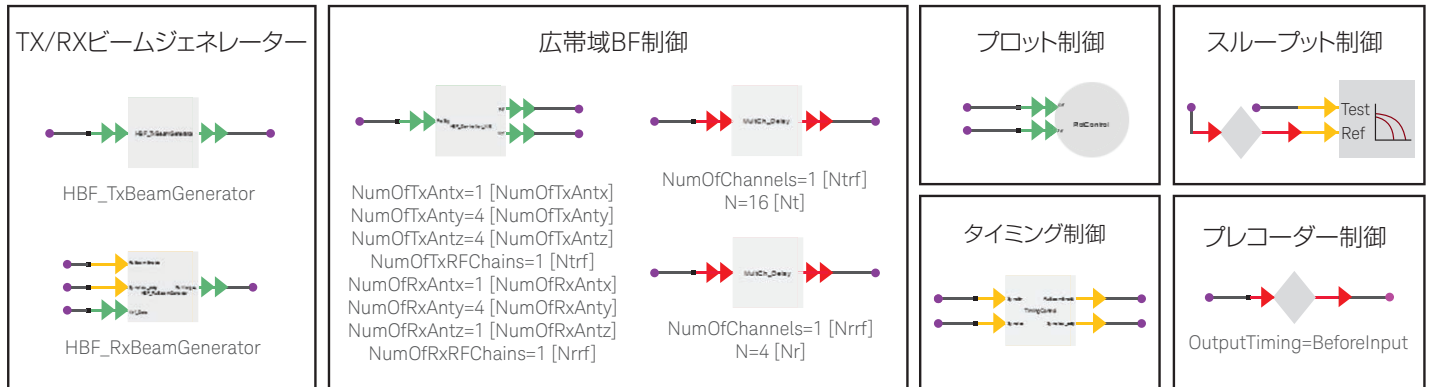 TX/RXビームジェネレーター
HBF_TxBeamGenerator
HBF_TxBeamGenerator
HBF_RxBeamGenerator
広帯域BF制御
NumOfTxAntx=1 [NumOfTxAntx]
NumOfTxAnty=4 [NumOfTxAnty]
NumOfTxAntz=4 [NumOfTxAntz]
NumOfTxRFChains=1 [Ntrf]
NumOfRxAntx=1 [NumOfRxAntx]
NumOfRxAnty=4 [NumOfRxAnty]
NumOfRxAntz=1 [NumOfRxAntz]
NumOfRxRFChains=1 [Nrrf]
MultiCh_Delay
NumOfChannels=1 [Ntrf]
N=16 [Nt]
MultiCh_Delay
NumOfChannels=1 [Nrrf]
N=4 [Nr]
プロット制御
スループット制御
Test
Ref
タイミング制御
TimingControl
プレコーダー制御
OutputTiming=BeforeInput